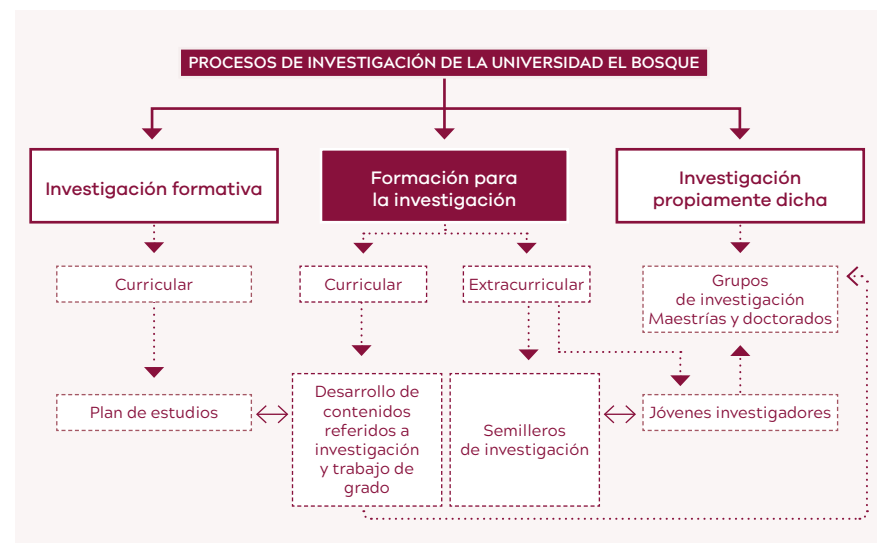 PROCESOS DE INVESTIGACIÓN DE LA UNIVERSIDAD EL BOSQUE
Investigación formativa
Formación para
la investigación
Investigación
propiamente dicha
Curricular
Curricular
Extracurricular
Grupos
de investigación
Maestrías y doctorados
Plan de estudios
Desarrollo de
contenidos
referidos a
investigación
y trabajo de
grado
Semilleros
de investigación
Jóvenes investigadores